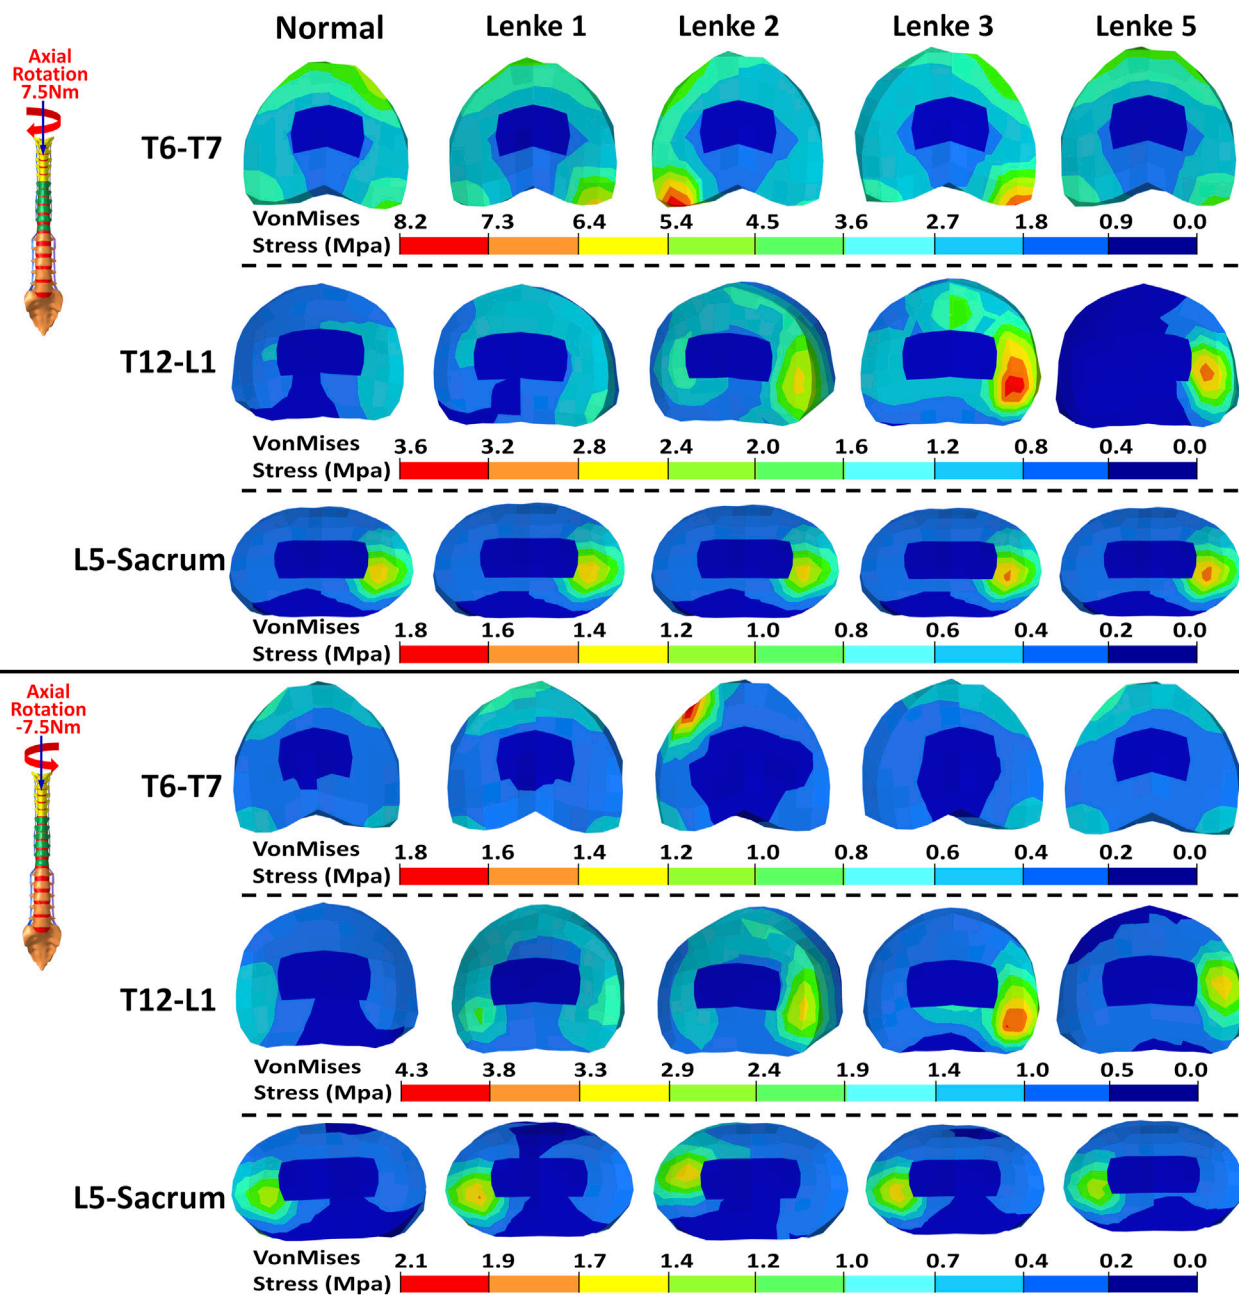 Normal Lenke 1 Lenke 2 Lenke 3 Lenke 5
Axial
Rotation
7.5Nm
T6-T7
VonMises 8.2 7.3 6.4 5.4 4.5 3.6 2.7 1.8 0.9 0.0
Stress (Mpa)
T12-L1
VonMises 3.6 3.2 2.8 2.4 2.0 1.6 1.2 0.8 0.4 0.0
Stress (Mpa)
L5-Sacrum
VonMises 1.8 1.6 1.4 1.2 1.0 0.8 0.6 0.4 0.2 0.0
Stress (Mpa)
Axial
Rotation
-7.5Nm
T6-T7
VonMises 1.8 1.6 1.4 1.2 1.0 0.8 0.6 0.4 0.2 0.0
Stress (Mpa)
T12-L1
VonMises 4.3 3.8 3.3 2.9 2.4 1.9 1.4 1.0 0.5 0.0
Stress (Mpa)
L5-Sacrum
VonMises 2.1 1.9 1.7 1.4 1.2 1.0 0.7 0.4 0.2 0.0
Stress (Mpa)